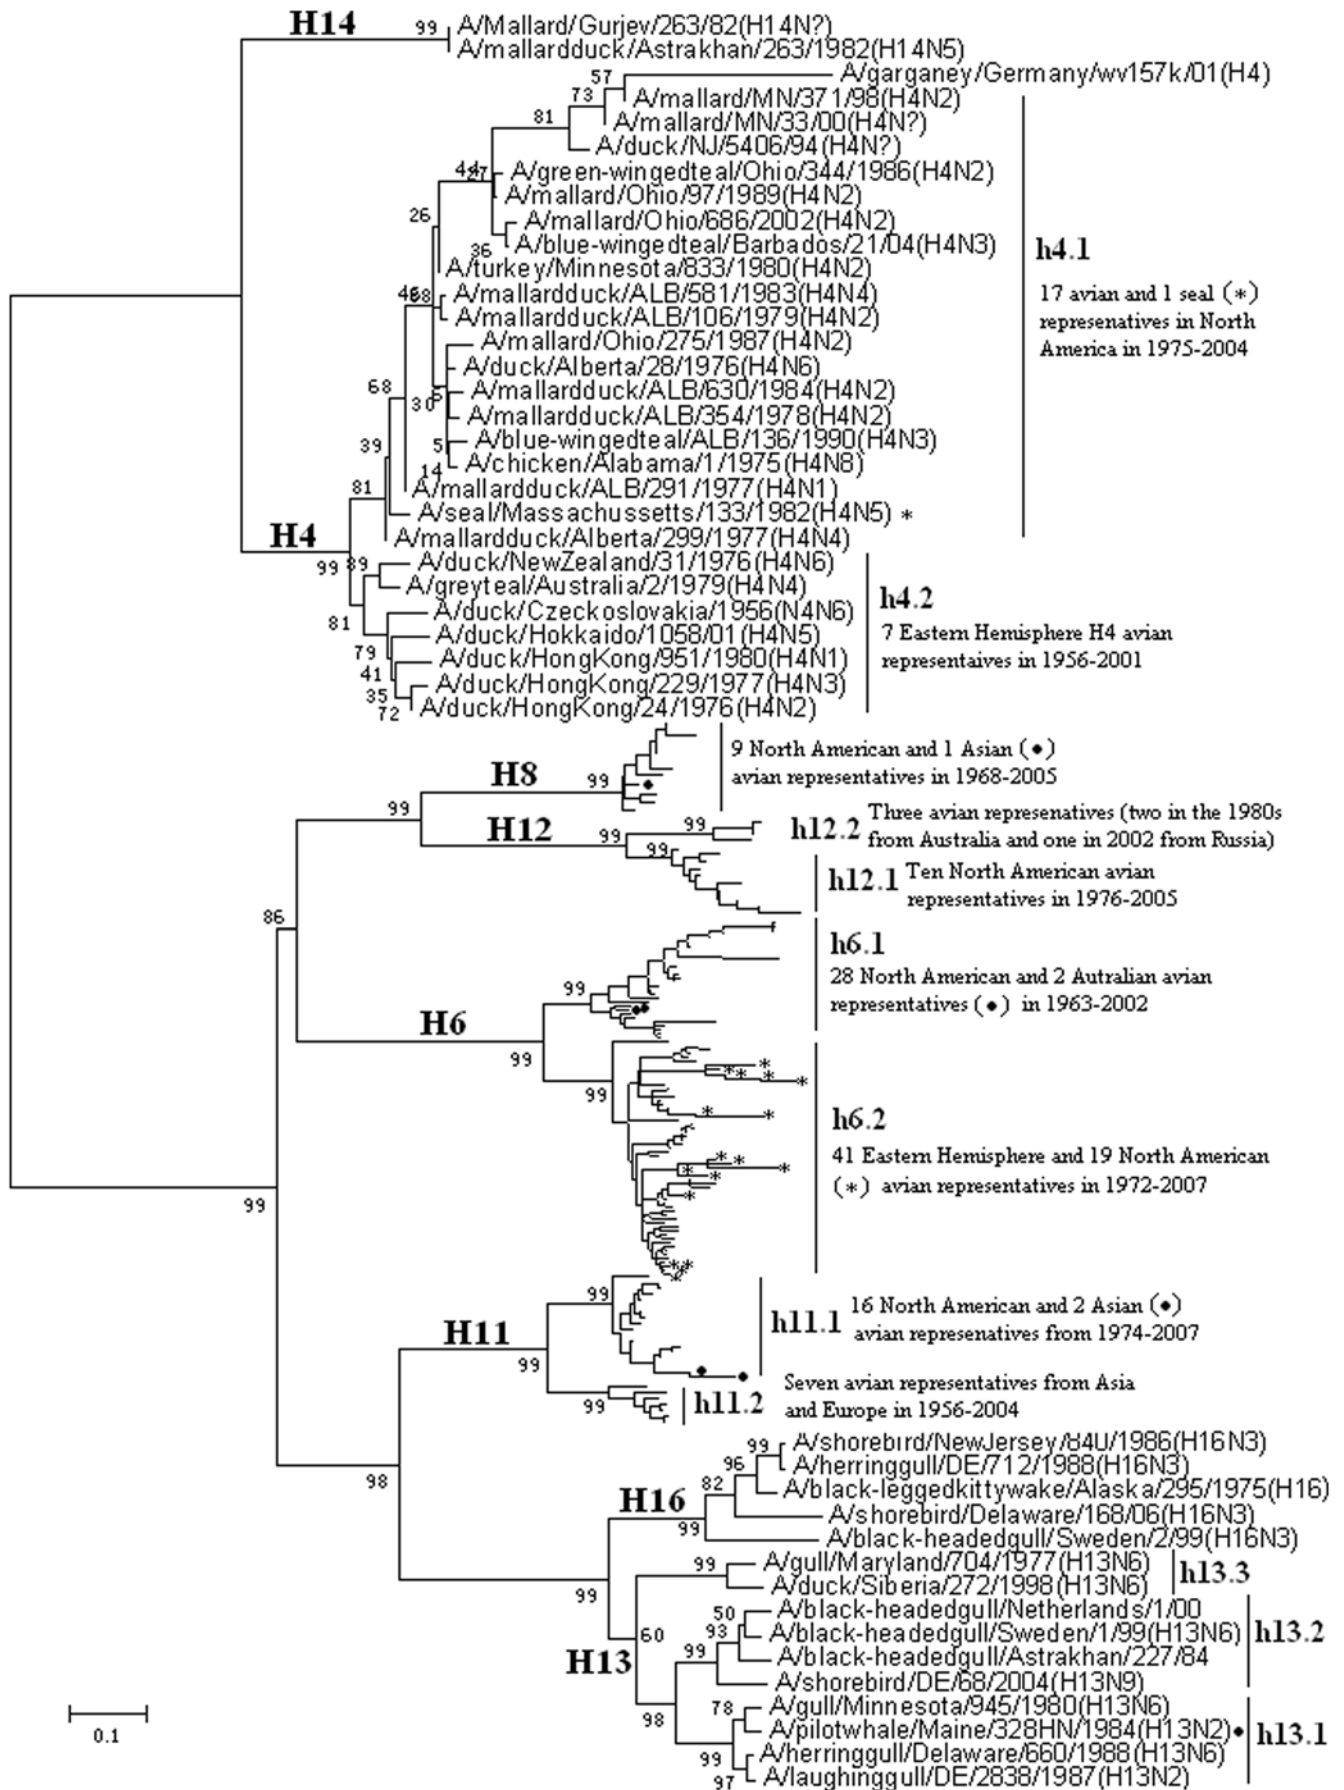 H14
99 A/Mallard/Gurjev/263/82(H14N?)
A/mallardduck/Astrakhan/263/1982(H14N5)
A/garganey/Germany/wv157k/01(H4)
57
A/mallard/MN/371/98(H4N2)
73
A/mallard/MN/33/00(H4N?)
81
A/duck/NJ/5406/94(H4N?)
A/green-wingedteal/Ohio/344/1986(H4N2)
A/mallard/Ohio/97/1989(H4N2)
26
A/mallard/Ohio/686/2002(H4N2)
36
A/blue-wingedteal/Barbados/21/04(H4N3)
h4.1
A/turkey/Minnesota/833/1980(H4N2)
A/mallardduck/ALB/581/1983(H4N4)
17 avian and 1 seal (*)
A/mallardduck/ALB/106/1979(H4N2)
represenatives in North
A/mallard/Ohio/275/1987(H4N2)
America in 1975-2004
A/duck/Alberta/28/1976(H4N6)
68
A/mallardduck/ALB/630/1984(H4N2)
30
A/mallardduck/ALB/354/1978(H4N2)
39
5
A/blue-wingedteal/ALB/136/1990(H4N3)
14
A/chicken/Alabama/1/1975(H4N8)
81
A/mallardduck/ALB/291/1977(H4N1)
A/seal/Massachussetts/133/1982(H4N5) *
H4
A/mallardduck/Alberta/299/1977(H4N4)
99 89
A/duck/NewZealand/31/1976(H4N6)
A/greyteal/Australia/2/1979(H4N4)
h4.2
A/duck/Czeckoslovakia/1956(N4N6)
81
A/duck/Hokkaido/1058/01(H4N5)
7 Eastern Hemisphere H4 avian
79
A/duck/HongKong/951/1980(H4N1)
representaives in 1956-2001
41
A/duck/HongKong/229/1977(H4N3)
35
72 A/duck/HongKong/24/1976(H4N2)
9 North American and 1 Asian (●)
avian representatives in 1968-2005
H8
99
99
H12
99
99
h12.2
Three avian represenatives (two in the 1980s
from Australia and one in 2002 from Russia)
99
h12.1
Ten North American avian
representatives in 1976-2005
86
h6.1
28 North American and 2 Autralian avian
representatives (●) in 1963-2002
99
H6
99
99
h6.2
41 Eastern Hemisphere and 19 North American
(*) avian representatives in 1972-2007
99
99
H11
99
h11.1
16 North American and 2 Asian (●)
avian representatives from 1974-2007
99
h11.2
Seven avian representatives from Asia
and Europe in 1956-2004
98
99 A/shorebird/NewJersey/840/1986(H16N3)
96
A/herringgull/DE/712/1988(H16N3)
82
A/black-leggedkittywake/Alaska/295/1975(H16)
H16
A/shorebird/Delaware/168/06(H16N3)
99
A/black-headedgull/Sweden/2/99(H16N3)
99
A/gull/Maryland/704/1977(H13N6)
h13.3
A/duck/Siberia/272/1998(H13N6)
99
50
A/black-headedgull/Netherlands/1/00
93
A/black-headedgull/Sweden/1/99(H13N6)
h13.2
60
99
A/black-headedgull/Astrakhan/227/84
H13
A/shorebird/DE/68/2004(H13N9)
98
78
A/gull/Minnesota/945/1980(H13N6)
A/pilotwhale/Maine/328HN/1984(H13N2)●
h13.1
99
A/herringgull/Delaware/660/1988(H13N6)
97
A/laughinggull/DE/2838/1987(H13N2)
0.1